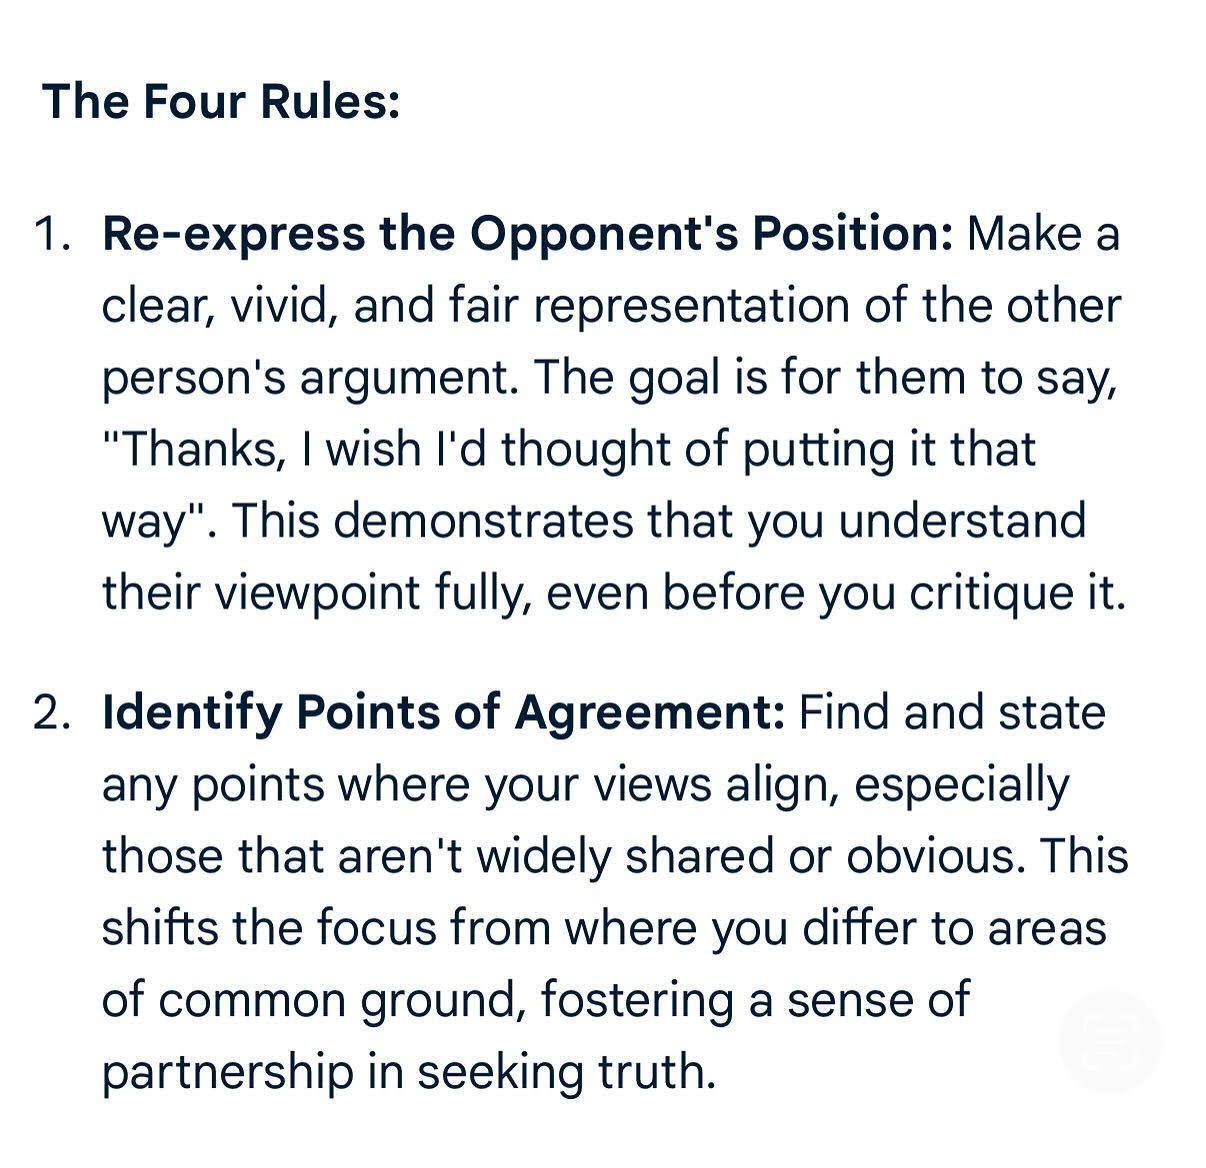 The Four Rules:
1. Re-express the Opponent's Position: Make a
clear, vivid, and fair representation of the other
person's argument. The goal is for them to say,
"Thanks, I wish I'd thought of putting it that
way". This demonstrates that you understand
their viewpoint fully, even before you critique it.
2. Identify Points of Agreement: Find and state
any points where your views align, especially
those that aren't widely shared or obvious. This
shifts the focus from where you differ to areas
of common ground, fostering a sense of
partnership in seeking truth.